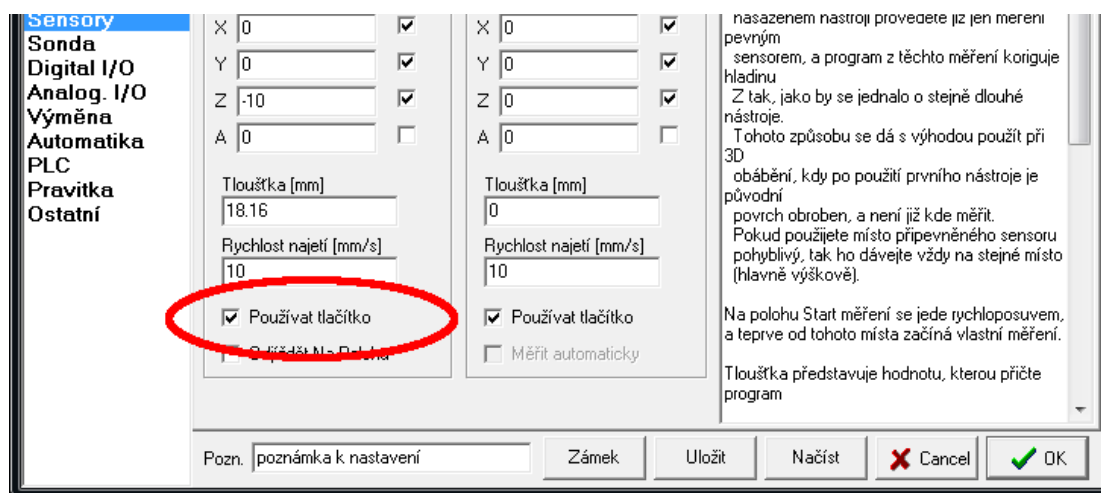 Sensory
Sonda
Digital I/O
Analog. I/O
Výměna
Automatika
PLC
Pravitka
Ostatní
X 0
Y 0
Z -10
A 0
Tloušťka [mm]
18.16
Rychlost najetí [mm/s]
10
Používat tlačítko
Odjíždět Na Polohu
X 0
Y 0
Z 0
A 0
Tloušťka [mm]
0
Rychlost najetí [mm/s]
10
Používat tlačítko
Měřit automaticky
nasazeném nástroji provedete již jen měření
pevným
sensorem, a program z těchto měření koriguje
hladinu
Z tak, jako by se jednalo o stejně dlouhé
nástroje.
Tohoto způsobu se dá s výhodou použít při
3D
obábění, kdy po použití prvního nástroje je
původní
povrch obroben, a není již kde měřit.
Pokud použijete místo připevněného sensoru
pohyblivý, tak ho dávejte vždy na stejné místo
(hlavně výškově).
Na polohu Start měření se jede rychloposuvem,
a teprve od tohoto místa začíná vlastní měření.
Tloušťka představuje hodnotu, kterou přičte
program
Pozn. poznámka k nastavení
Zámek
Uložit
Načíst
Cancel
OK